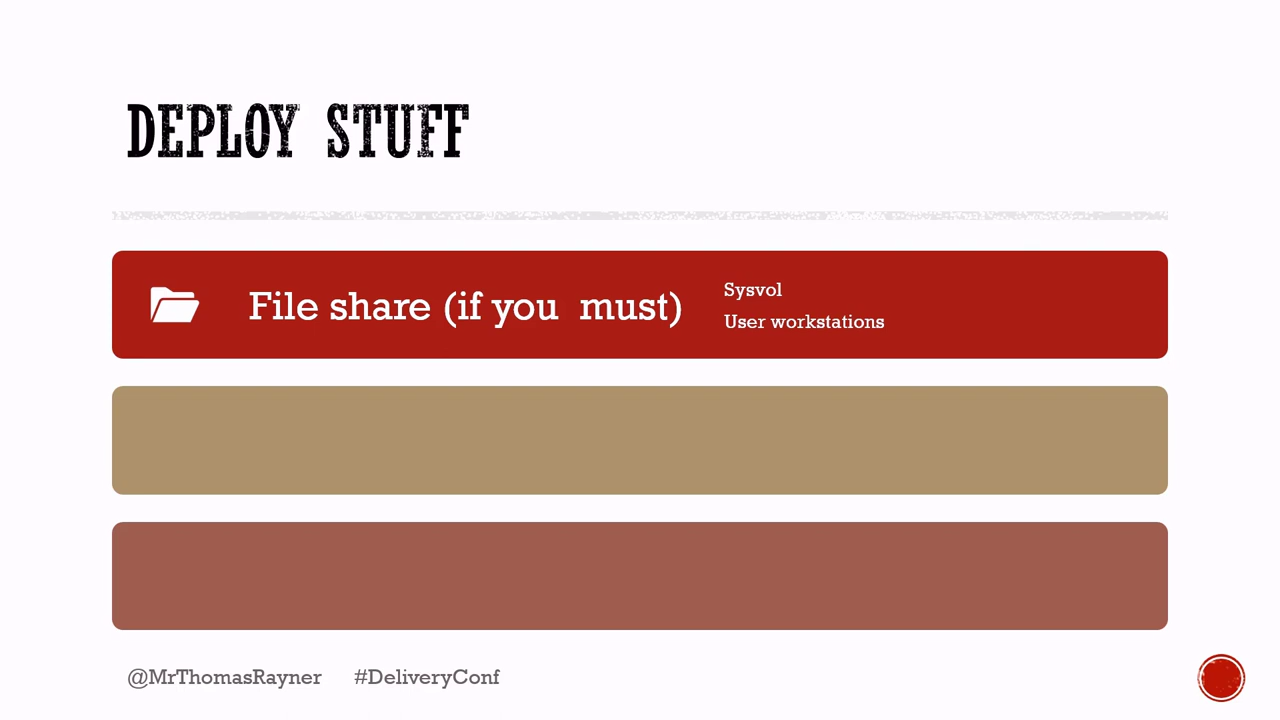 DEPLOY STUFF
File share (if you  must)
Sysvol
User workstations
@MrThomasRayner #DeliveryConf